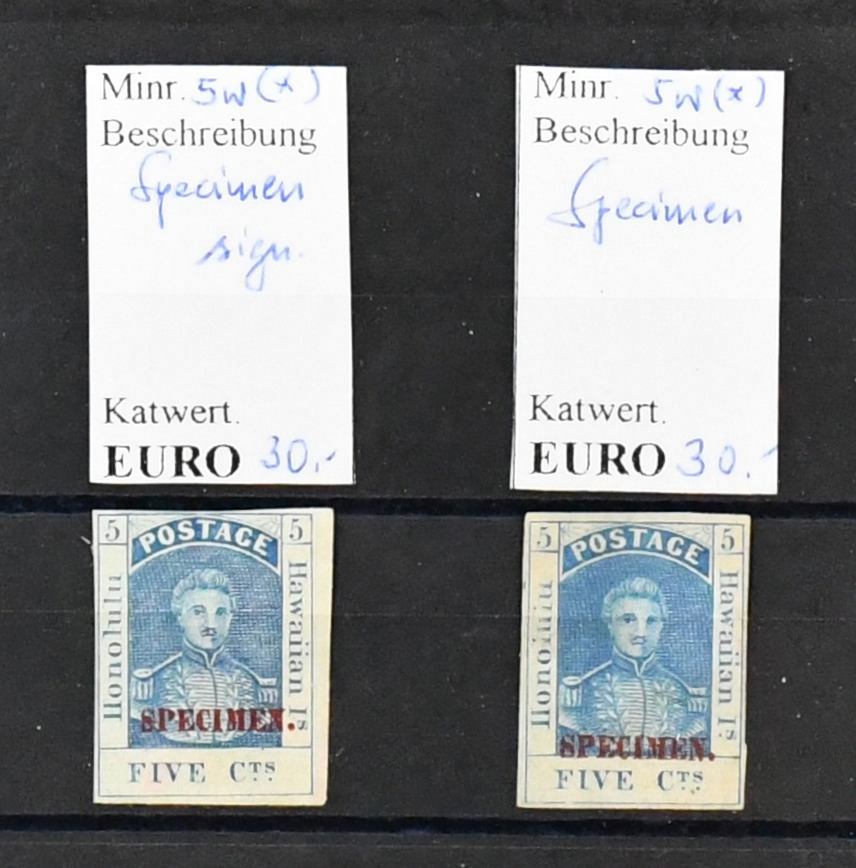 Minr. 5w (*)
Beschreibung
Specimen
sign.
Katwert.
EURO 30.-
Minr. 5w (*)
Beschreibung
Specimen
Katwert.
EURO 30.-
5 POSTAGE 5
Honolulu
Hawaiian Is
SPECIMEN.
FIVE CTS
5 POSTAGE 5
Honolulu
Hawaiian Is
SPECIMEN.
FIVE CTS.